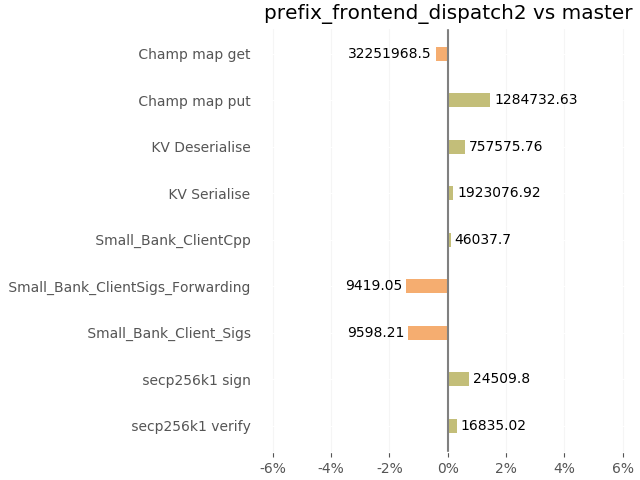 prefix_frontend_dispatch2 vs master
Champ map get 32251968.5
Champ map put 1284732.63
KV Deserialise 757575.76
KV Serialise 1923076.92
Small_Bank_ClientCpp 46037.7
Small_Bank_ClientSigs_Forwarding 9419.05
Small_Bank_Client_Sigs 9598.21
secp256k1 sign 24509.8
secp256k1 verify 16835.02
-6% -4% -2% 0% 2% 4% 6%